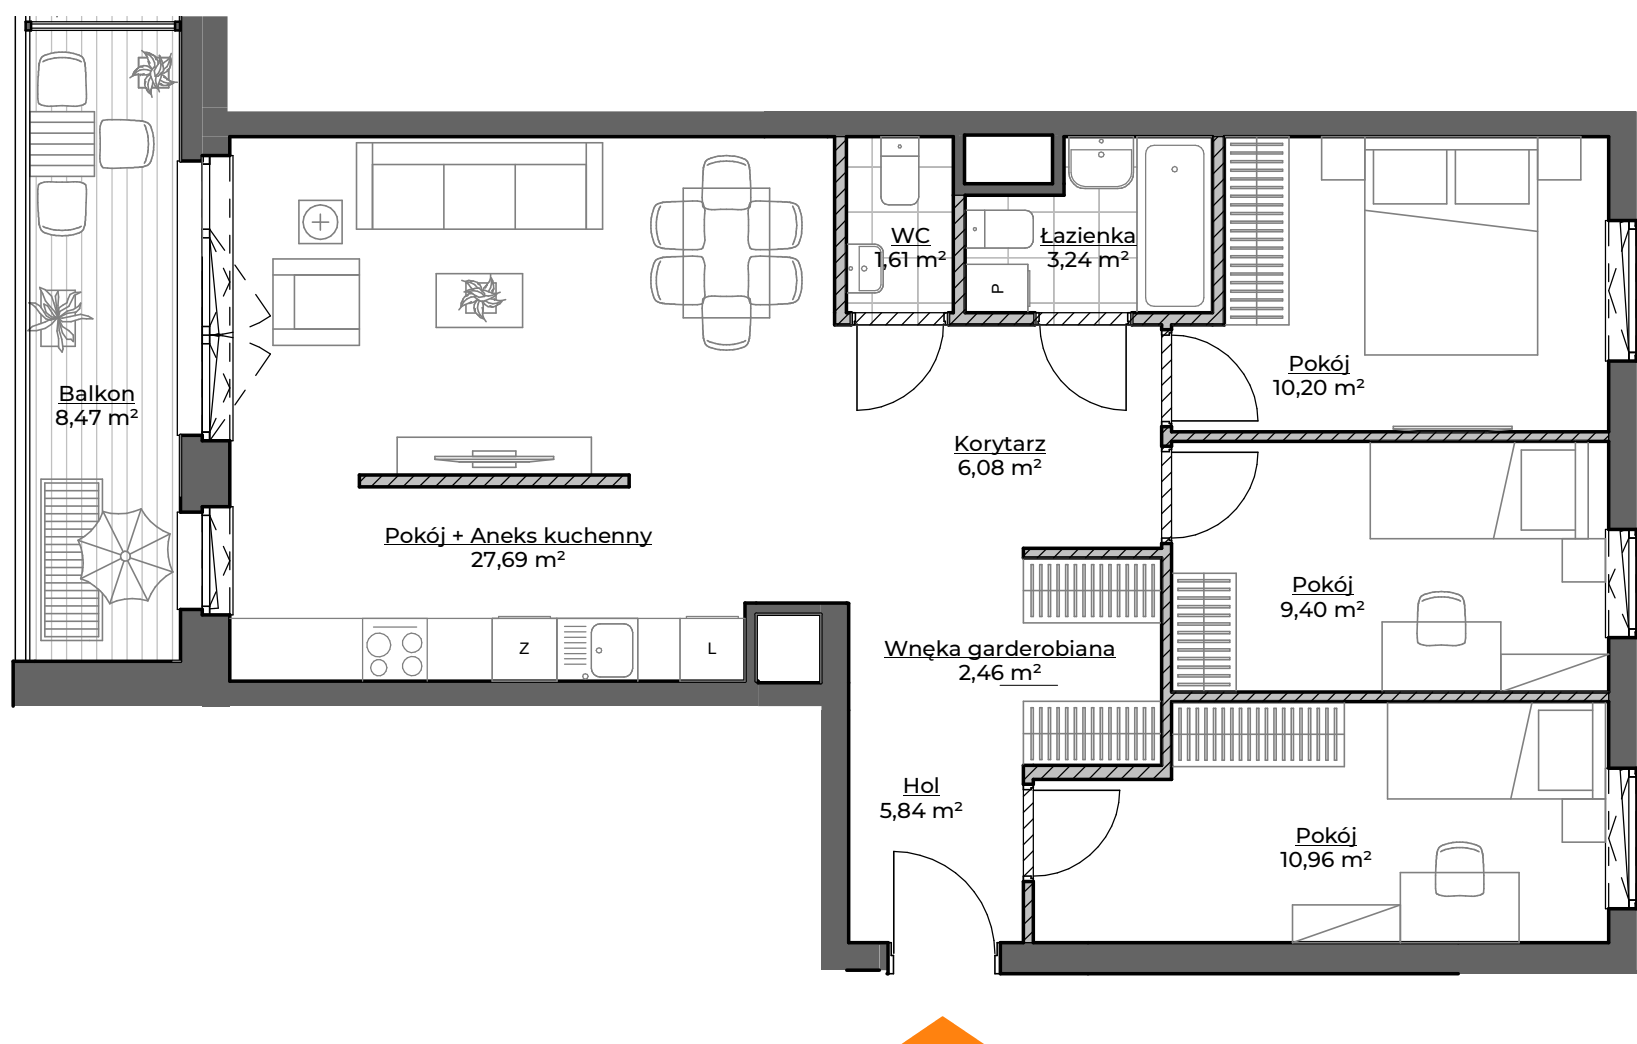 WC
1,61 m²
Łazienka
3,24 m²
P
Pokój
10,20 m²
Balkon
8,47 m²
Korytarz
6,08 m²
Pokój + Aneks kuchenny
27,69 m²
Pokój
9,40 m²
Z
L
Wnęka garderobiana
2,46 m²
Hol
5,84 m²
Pokój
10,96 m²